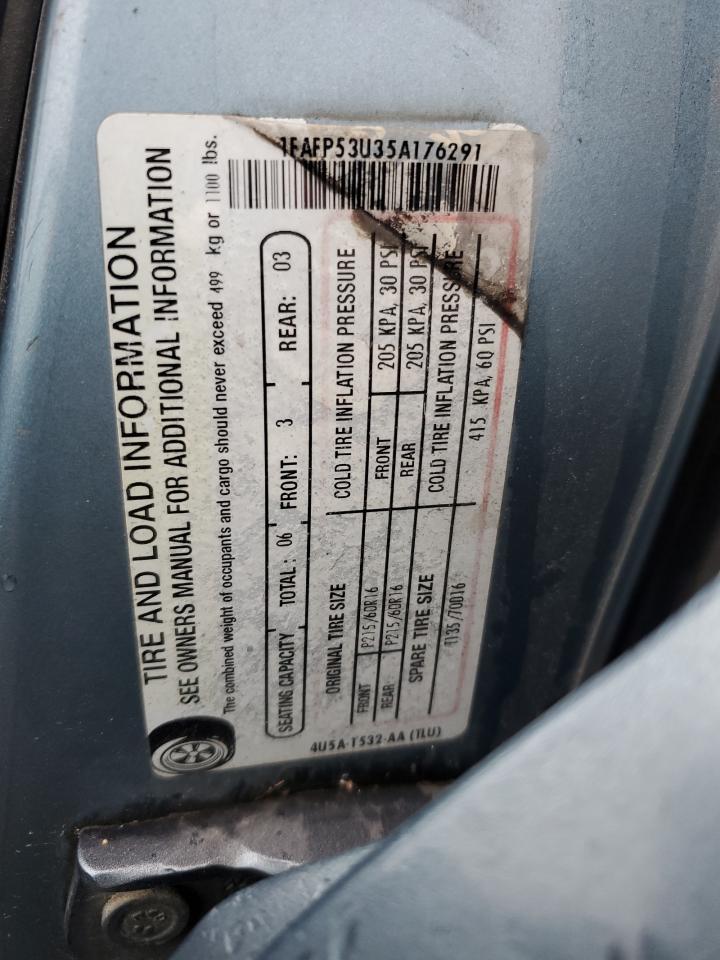 1FAFP53U35A176291
TIRE AND LOAD INFORMATION
SEE OWNERS MANUAL FOR ADDITIONAL INFORMATION
The combined weight of occupants and cargo should never exceed 499 kg or 1100 lbs.
SEATING CAPACITY TOTAL: 06 FRONT: 3 REAR: 03
ORIGINAL TIRE SIZE COLD TIRE INFLATION PRESSURE
FRONT P215/60R16 FRONT 205 KPA, 30 PSI
REAR P215/60R16 REAR 205 KPA, 30 PSI
SPARE TIRE SIZE COLD TIRE INFLATION PRESSURE
T135/70D16 415 KPA, 60 PSI
4U5A-1532-AA (TLU)